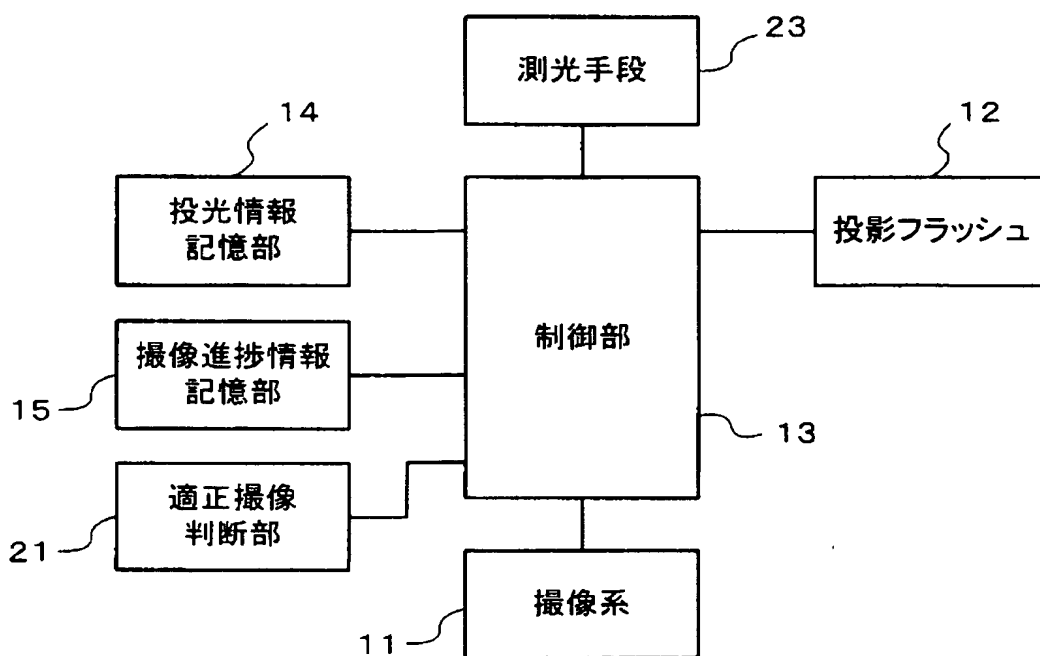 23
測光手段
14
12
投光情報
記憶部
投影フラッシュ
制御部
撮像進捗情報
記憶部
15
13
適正撮像
判断部
21
撮像系
11